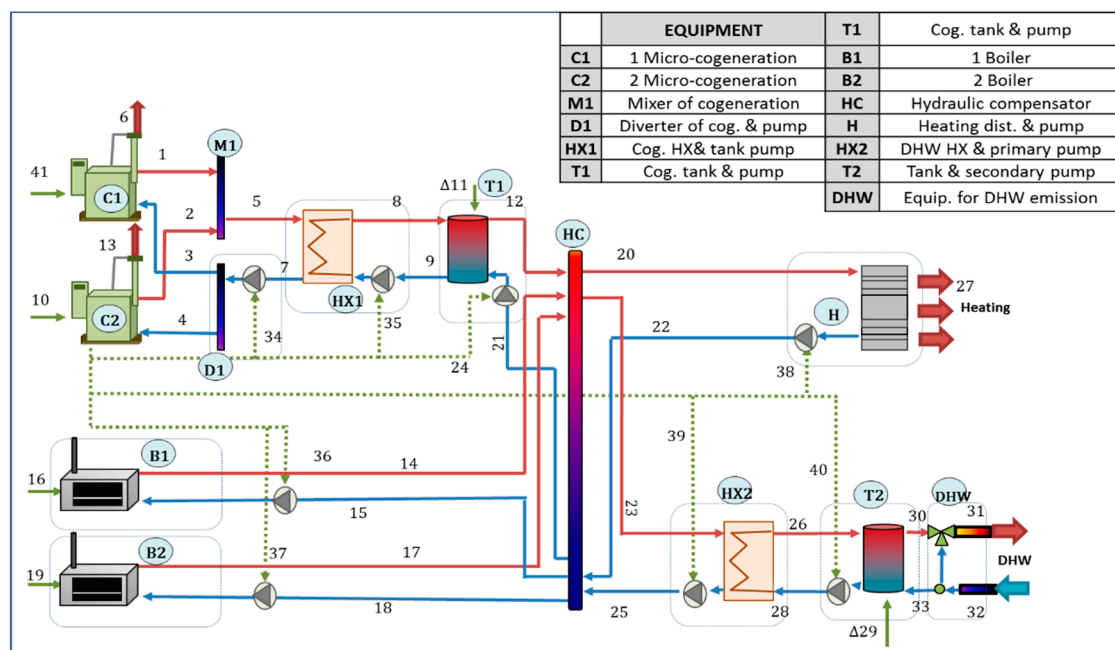 EQUIPMENT T1 Cog. tank & pump
C1 1 Micro-cogeneration B1 1 Boiler
C2 2 Micro-cogeneration B2 2 Boiler
M1 Mixer of cogeneration HC Hydraulic compensator
D1 Diverter of cog. & pump H Heating dist. & pump
HX1 Cog. HX& tank pump HX2 DHW HX & primary pump
T1 Cog. tank & pump T2 Tank & secondary pump
DHW Equip. for DHW emission
6
1
M1
41
C1
2
5
Δ11
T1
8
12
HC
13
3
7
9
20
10
C2
4
HX1
34
35
24
21
D1
22
H
27
Heating
38
B1
36
14
39
16
15
40
23
HX2
26
T2
30
DHW
31
B2
37
17
DHW
19
18
25
28
33
32
Δ29